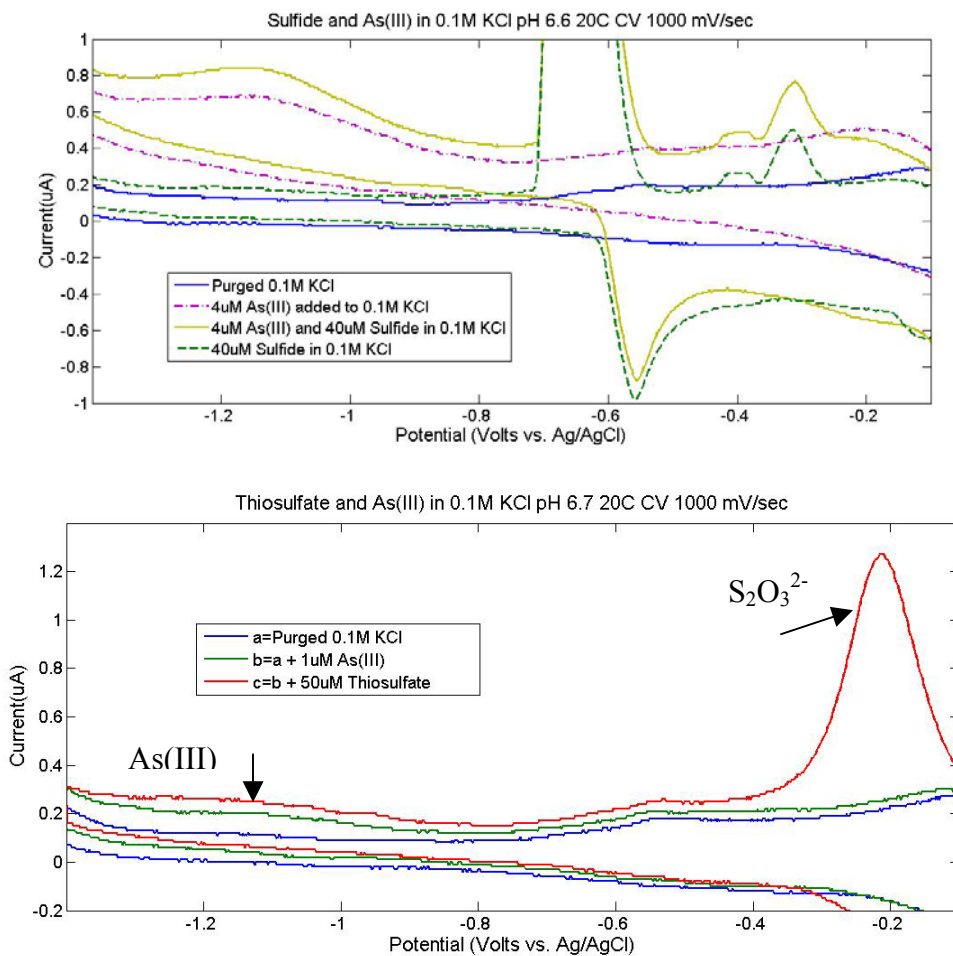 Sulfide and As(III) in 0.1M KCl pH 6.6 20C CV 1000 mV/sec
1
0.8
0.6
0.4
0.2
0
-0.2
-0.4
-0.6
-0.8
-1
Current(uA)
Purged 0.1M KCl
4uM As(III) added to 0.1M KCl
4uM As(III) and 40uM Sulfide in 0.1M KCl
40uM Sulfide in 0.1M KCl
-1.2 -1 -0.8 -0.6 -0.4 -0.2
Potential (Volts vs. Ag/AgCl)
Thiosulfate and As(III) in 0.1M KCl pH 6.7 20C CV 1000 mV/sec
1.2
1
0.8
0.6
0.4
0.2
0
-0.2
Current(uA)
S₂O₃²⁻
a=Purged 0.1M KCl
b=a + 1uM As(III)
c=b + 50uM Thiosulfate
As(III)
-1.2 -1 -0.8 -0.6 -0.4 -0.2
Potential (Volts vs. Ag/AgCl)